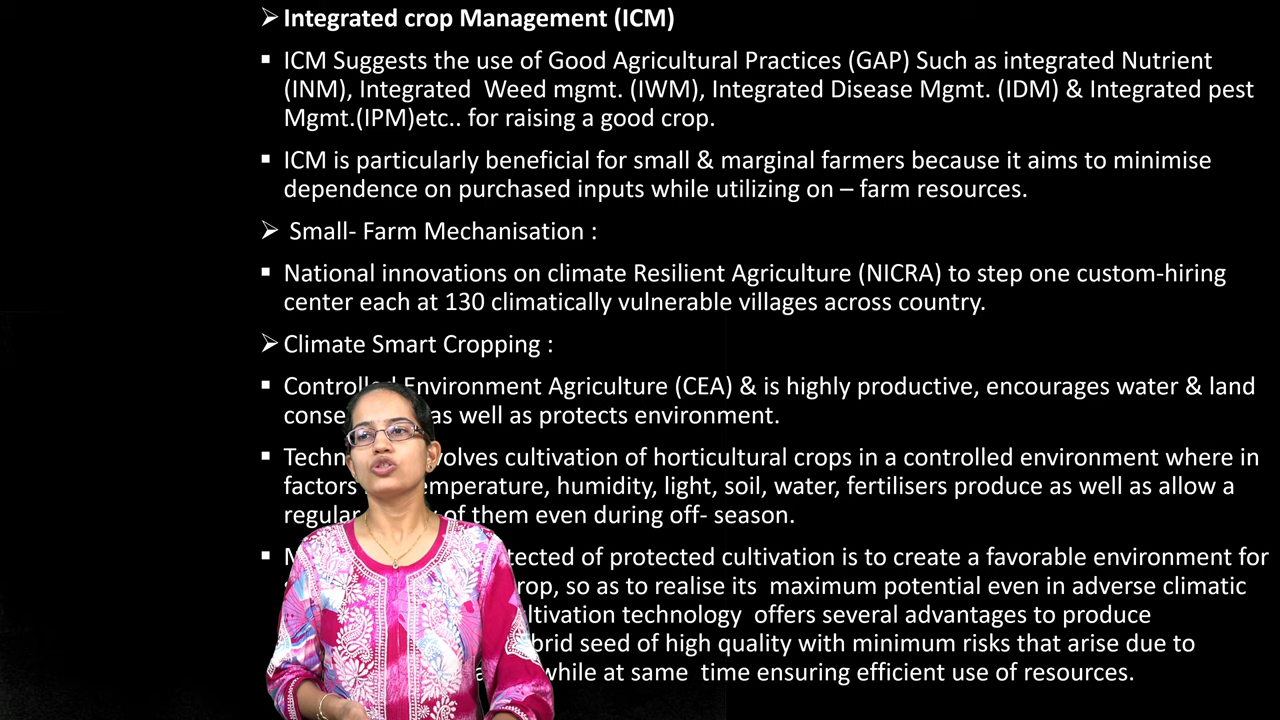 Integrated crop Management (ICM)
ICM Suggests the use of Good Agricultural Practices (GAP) Such as integrated Nutrient
(INM), Integrated Weed mgmt. (IWM), Integrated Disease Mgmt. (IDM) & Integrated pest
Mgmt.(IPM)etc.. for raising a good crop.
ICM is particularly beneficial for small & marginal farmers because it aims to minimise
dependence on purchased inputs while utilizing on – farm resources.
Small- Farm Mechanisation :
National innovations on climate Resilient Agriculture (NICRA) to step one custom-hiring
center each at 130 climatically vulnerable villages across country.
Climate Smart Cropping :
Controlled Environment Agriculture (CEA) & is highly productive, encourages water & land
as well as protects environment.
cultivation of horticultural crops in a controlled environment where in
factors temperature, humidity, light, soil, water, fertilisers produce as well as allow a
regular of them even during off- season.
of protected cultivation is to create a favorable environment for
so as to realise its maximum potential even in adverse climatic
technology offers several advantages to produce
seed of high quality with minimum risks that arise due to
while at same time ensuring efficient use of resources.